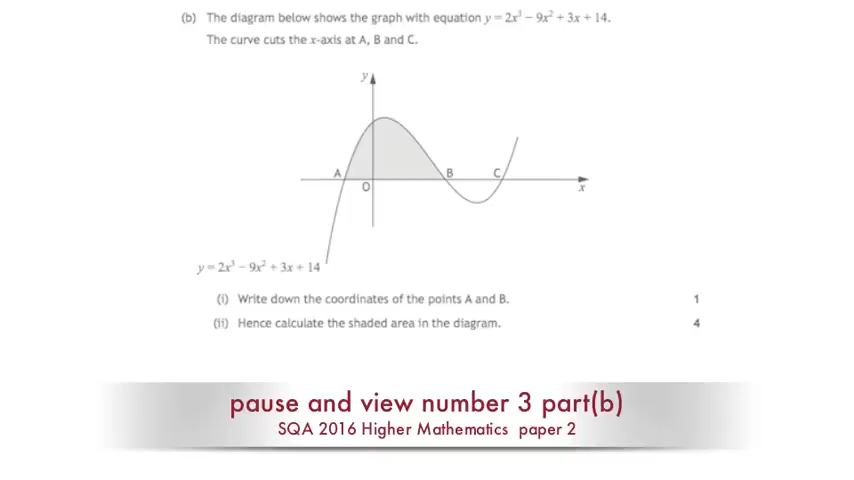 (b) The diagram below shows the graph with equation y = 2x³ – 9x² + 3x + 14.
The curve cuts the x-axis at A, B and C.
y
A
B
C
O
x
y = 2x³ – 9x² + 3x + 14
(i) Write down the coordinates of the points A and B. 1
(ii) Hence calculate the shaded area in the diagram. 4
pause and view number 3 part(b)
SQA 2016 Higher Mathematics paper 2